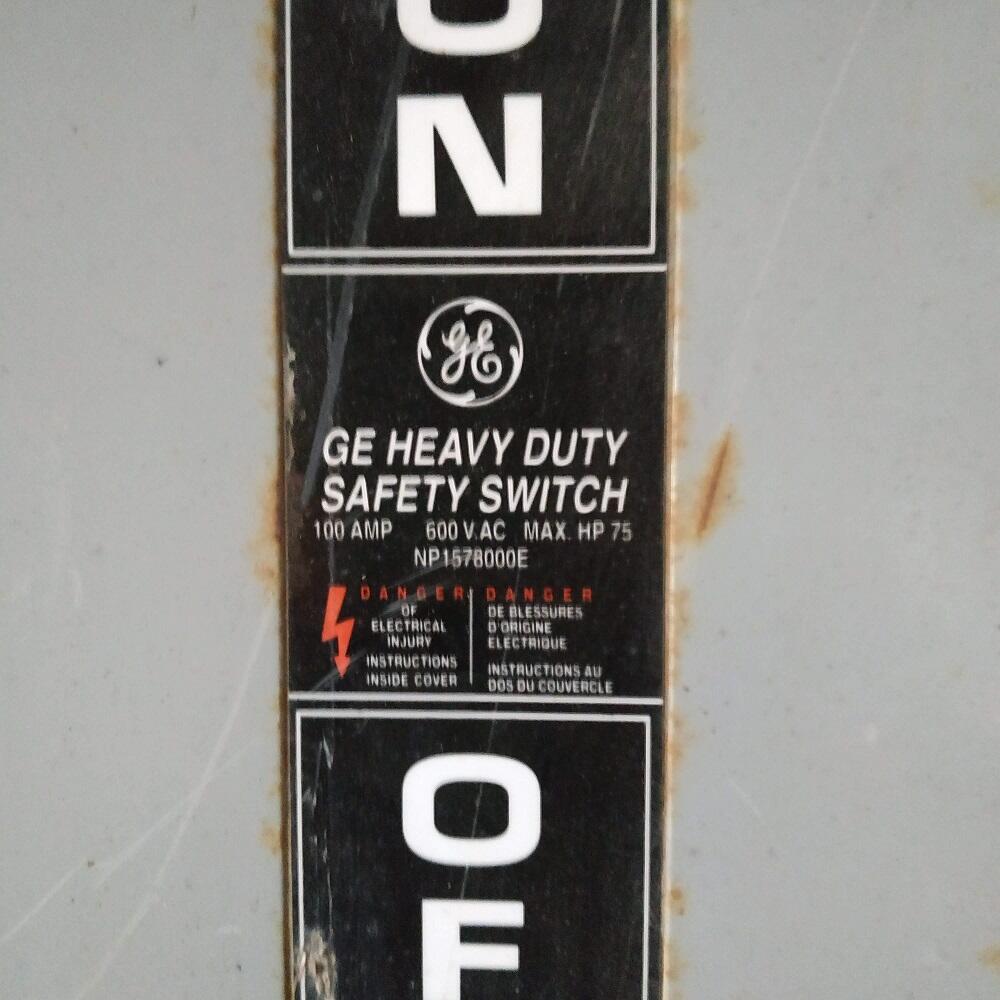 ON
GE
GE HEAVY DUTY
SAFETY SWITCH
100 AMP 600 V.AC MAX. HP 75
NP1578000E
DANGER
OF
ELECTRICAL
INJURY
INSTRUCTIONS
INSIDE COVER
DANGER
DE BLESSURES
D'ORIGINE
ELECTRIQUE
INSTRUCTIONS AU
DOS DU COUVERCLE
OF